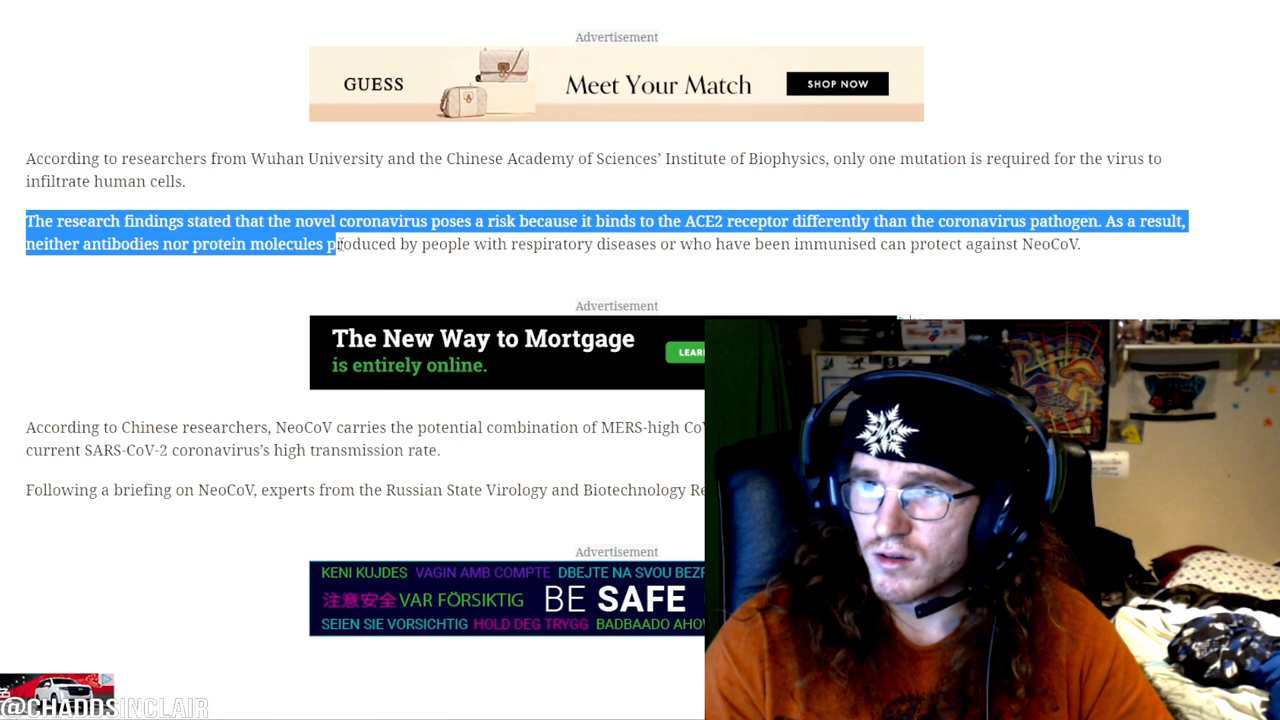 Advertisement
GUESS
Meet Your Match
SHOP NOW
According to researchers from Wuhan University and the Chinese Academy of Sciences’ Institute of Biophysics, only one mutation is required for the virus to
infiltrate human cells.
The research findings stated that the novel coronavirus poses a risk because it binds to the ACE2 receptor differently than the coronavirus pathogen. As a result,
neither antibodies nor protein molecules produced by people with respiratory diseases or who have been immunised can protect against NeoCoV.
Advertisement
The New Way to Mortgage
is entirely online.
LEAR
According to Chinese researchers, NeoCoV carries the potential combination of MERS-high CoV
current SARS-CoV-2 coronavirus’s high transmission rate.
Following a briefing on NeoCoV, experts from the Russian State Virology and Biotechnology Re
Advertisement
KENI KUJDES VAGIN AMB COMPTE DBEJTE NA SVOU BEZP
注意安全 VAR FÖRSIKTIG BE SAFE
SEIEN SIE VORSICHTIG HOLD DEG TRYGG BADBAADO AHOW
@CHADDSINCLAIR